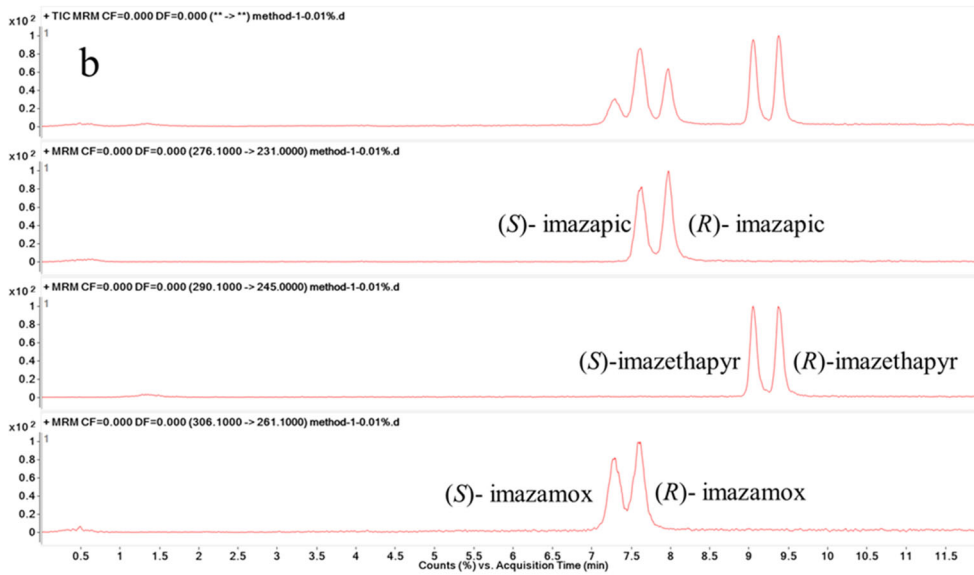 + TIC MRM CF=0.000 DF=0.000 (** -> **) method-1-0.01%.d
x10 2
1
b
1
0.8
0.6
0.4
0.2
0
+ MRM CF=0.000 DF=0.000 (276.1000 -> 231.0000) method-1-0.01%.d
x10 2
1
1
0.8
0.6
0.4
0.2
0
(S)- imazapic
(R)- imazapic
+ MRM CF=0.000 DF=0.000 (290.1000 -> 245.0000) method-1-0.01%.d
x10 2
1
1
0.8
0.6
0.4
0.2
0
(S)-imazethapyr
(R)-imazethapyr
+ MRM CF=0.000 DF=0.000 (306.1000 -> 261.1000) method-1-0.01%.d
x10 2
1
1
0.8
0.6
0.4
0.2
0
(S)- imazamox
(R)- imazamox
0.5 1 1.5 2 2.5 3 3.5 4 4.5 5 5.5 6 6.5 7 7.5 8 8.5 9 9.5 10 10.5 11 11.5
Counts (%) vs. Acquisition Time (min)